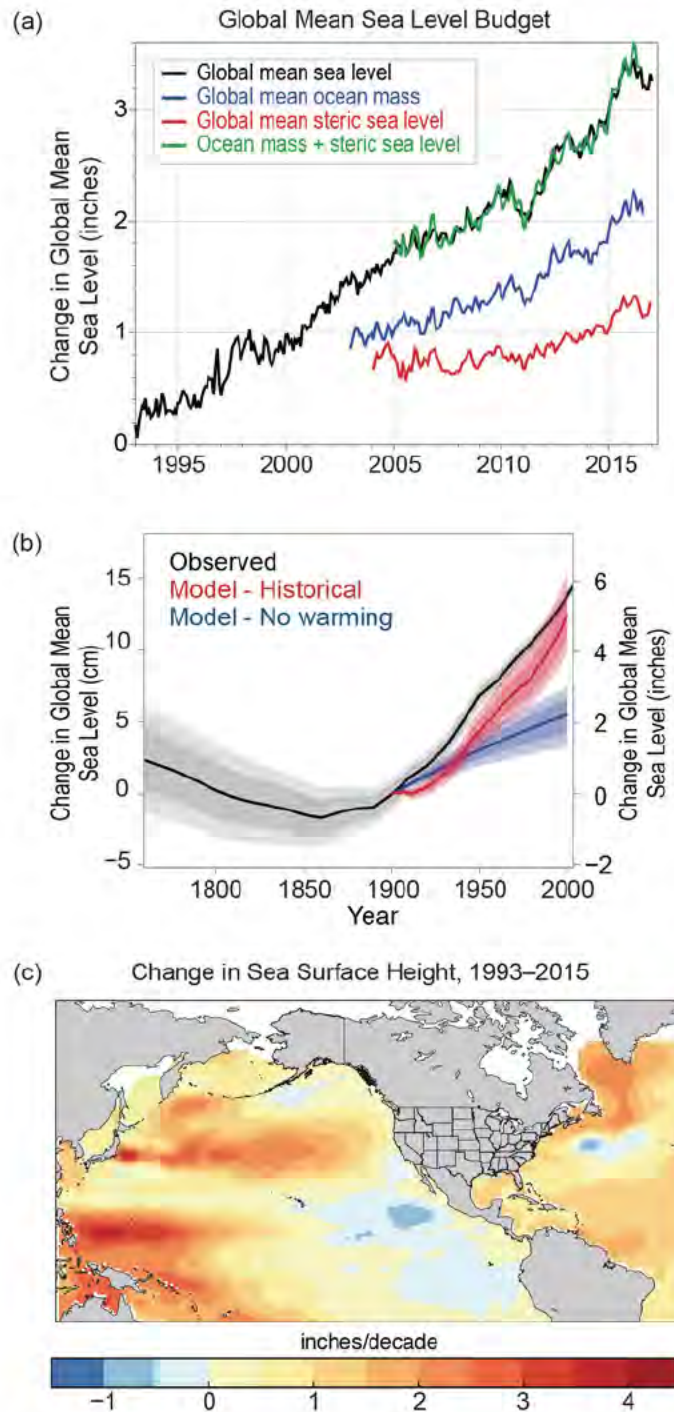 (a) Global Mean Sea Level Budget
Global mean sea level
Global mean ocean mass
Global mean steric sea level
Ocean mass + steric sea level
Change in Global Mean
Sea Level (inches)
3
2
1
0
1995 2000 2005 2010 2015
(b)
Observed
Model - Historical
Model - No warming
Change in Global Mean
Sea Level (cm)
15
10
5
0
−5
Change in Global Mean
Sea Level (inches)
6
4
2
0
−2
1800 1850 1900 1950 2000
Year
(c) Change in Sea Surface Height, 1993–2015
inches/decade
−1 0 1 2 3 4